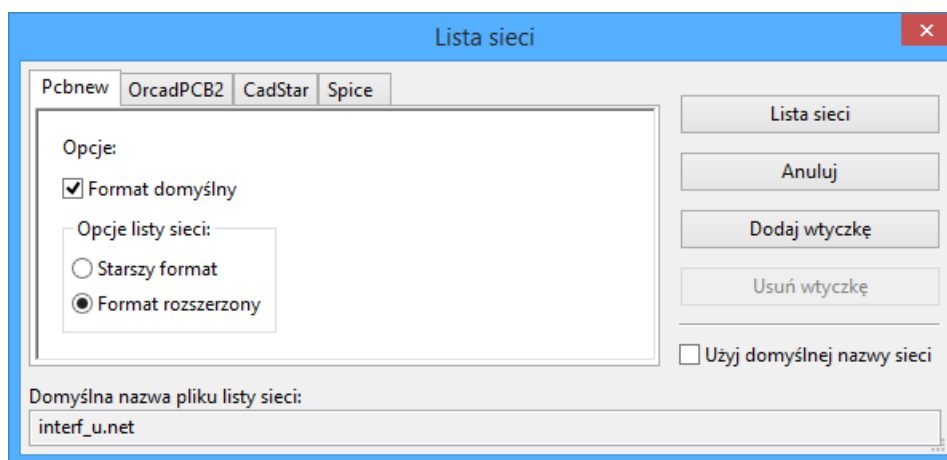 Lista sieci
Pcbnew OrcadPCB2 CadStar Spice
Opcje:
Format domyślny
Opcje listy sieci:
Starszy format
Format rozszerzony
Lista sieci
Anuluj
Dodaj wtyczkę
Usuń wtyczkę
Użyj domyślnej nazwy sieci
Domyślna nazwa pliku listy sieci:
interf_u.net